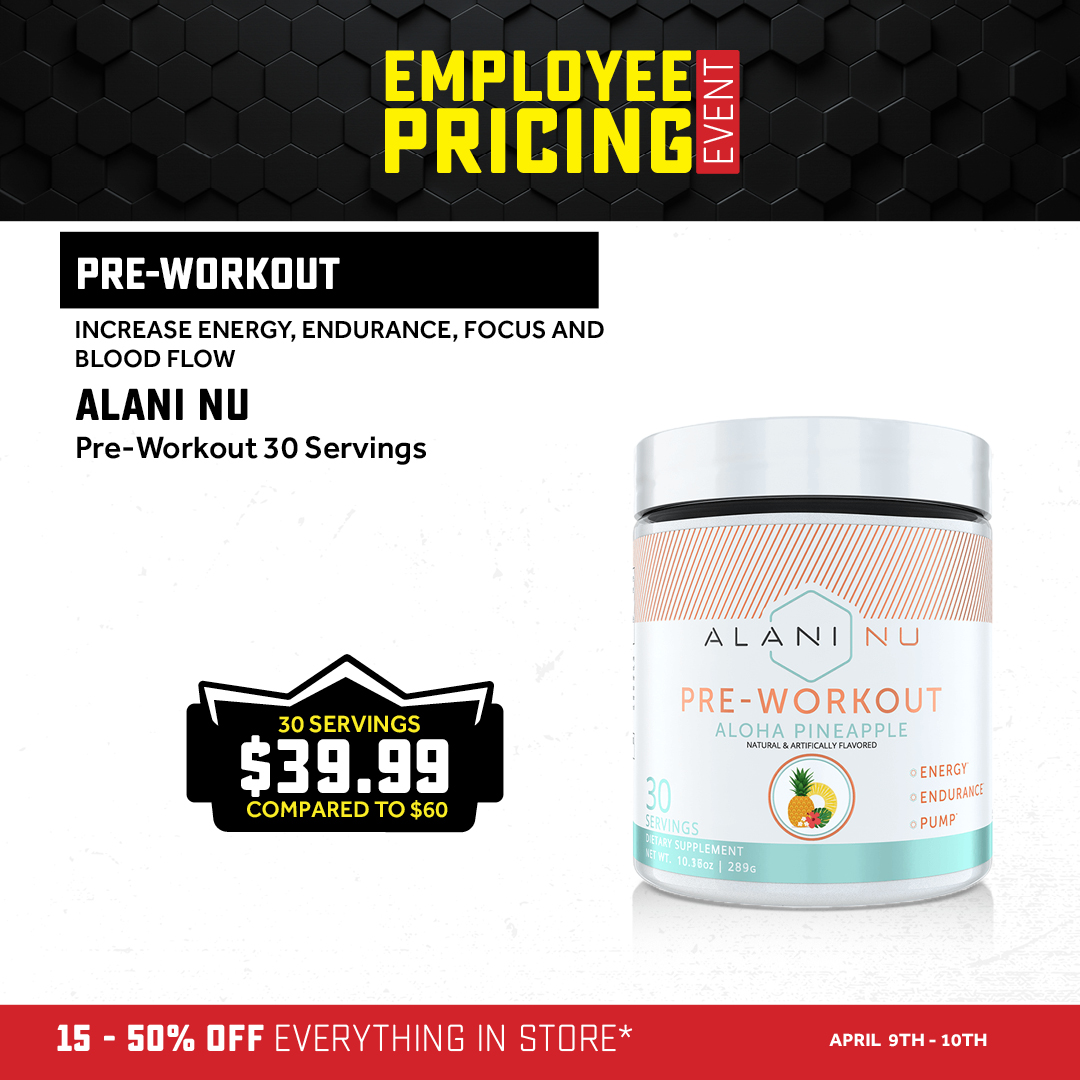 EMPLOYEE
PRICING
EVENT
PRE-WORKOUT
INCREASE ENERGY, ENDURANCE, FOCUS AND
BLOOD FLOW
ALANI NU
Pre-Workout 30 Servings
30 SERVINGS
$39.99
COMPARED TO $60
ALANI NU
PRE-WORKOUT
ALOHA PINEAPPLE
NATURAL & ARTIFICIALLY FLAVORED
ENERGY
ENDURANCE
PUMP
30
SERVINGS
DIETARY SUPPLEMENT
NET WT. 10.36oz | 289G
15 - 50% OFF EVERYTHING IN STORE*
APRIL 9TH - 10TH